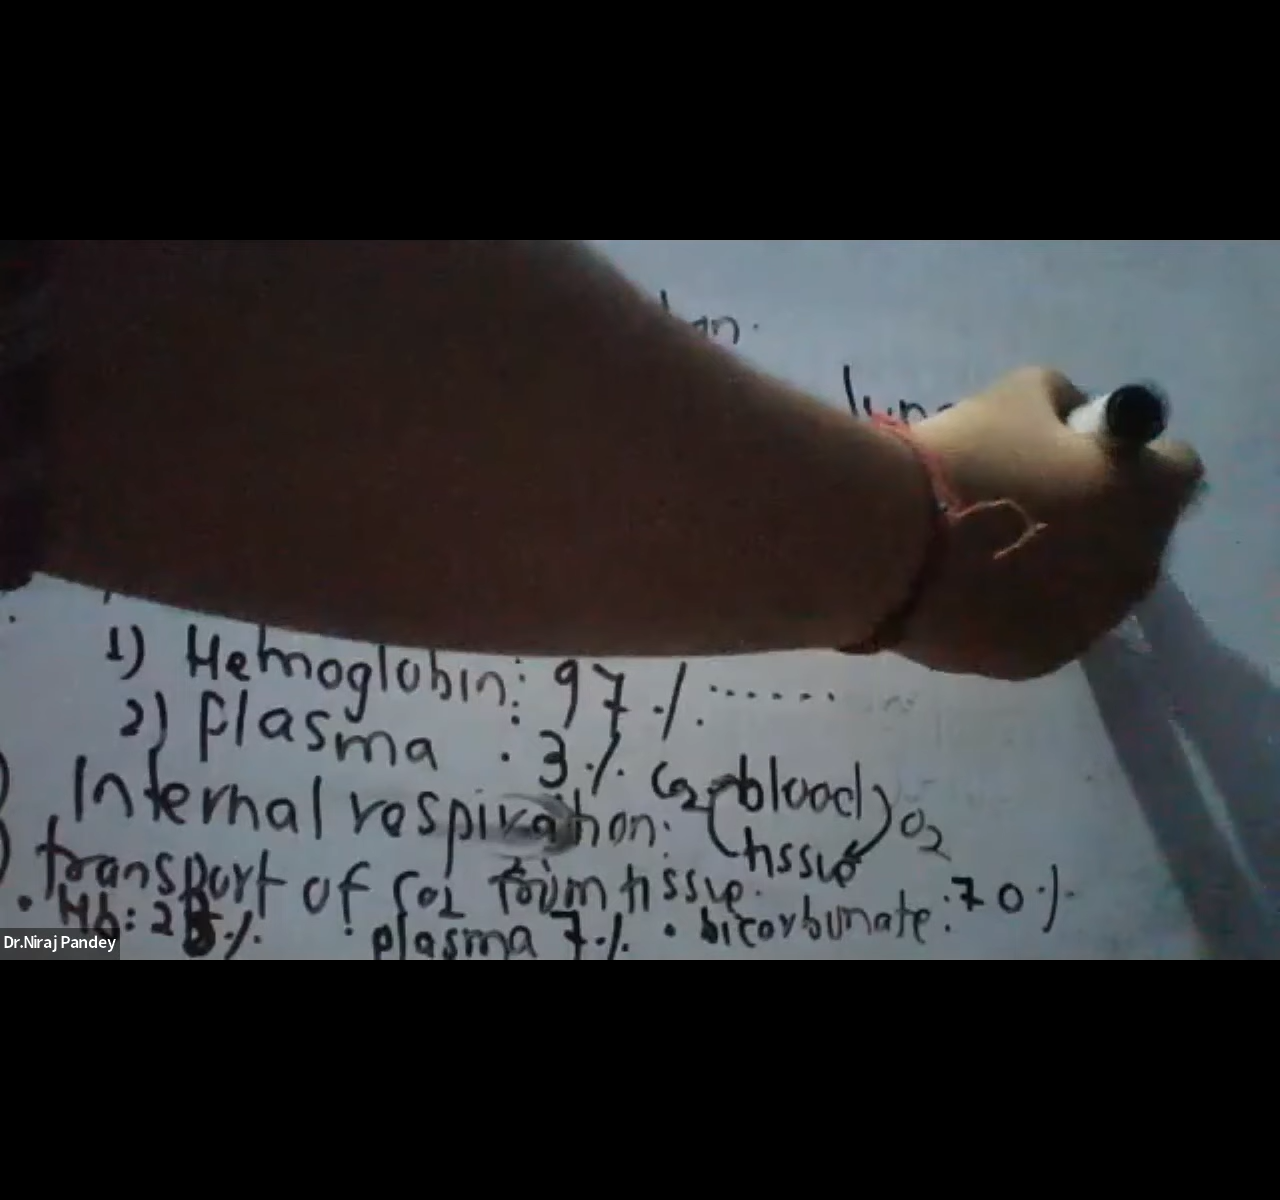 lung
1) Hemoglobin: 97 %. ......
2) Plasma : 3 %.
Internal respiration: CO2 blood O2
tissue
transport of CO2 from tissue.
• Hb: 23 %. • plasma 7 %. • bicarbonate: 70 %.
Dr.Niraj Pandey